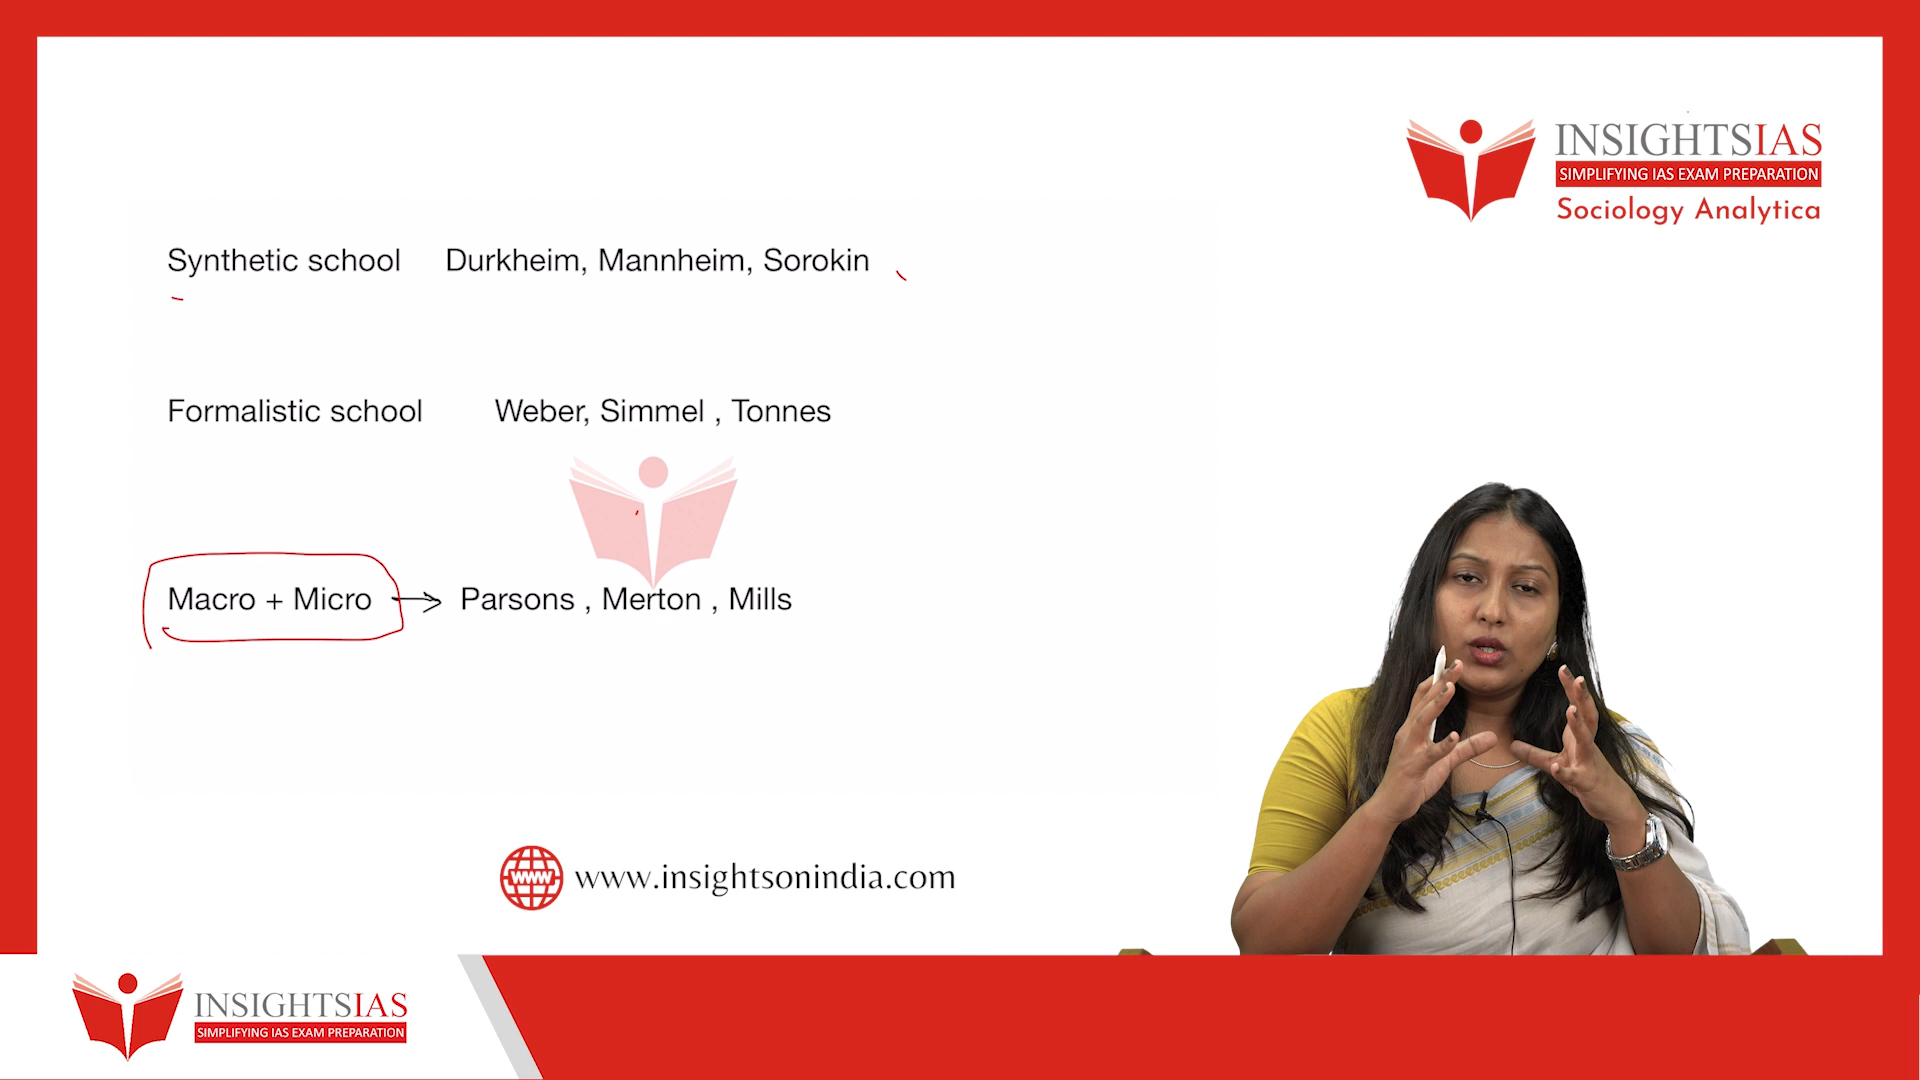 INSIGHTSIAS
SIMPLIFYING IAS EXAM PREPARATION
Sociology Analytica
Synthetic school Durkheim, Mannheim, Sorokin
Formalistic school Weber, Simmel , Tonnes
Macro + Micro → Parsons , Merton , Mills
www www.insightsonindia.com
INSIGHTSIAS
SIMPLIFYING IAS EXAM PREPARATION